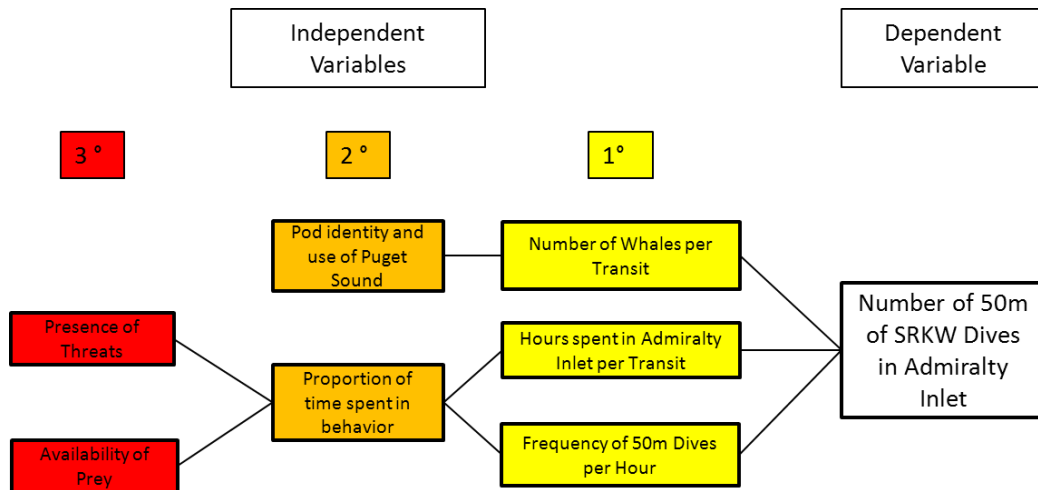 Independent
Variables
Dependent
Variable
3 °
2 °
1°
Pod identity and
use of Puget
Sound
Number of Whales per
Transit
Presence of
Threats
Hours spent in Admiralty
Inlet per Transit
Number of 50m
of SRKW Dives
in Admiralty
Inlet
Proportion of
time spent in
behavior
Availability of
Prey
Frequency of 50m Dives
per Hour